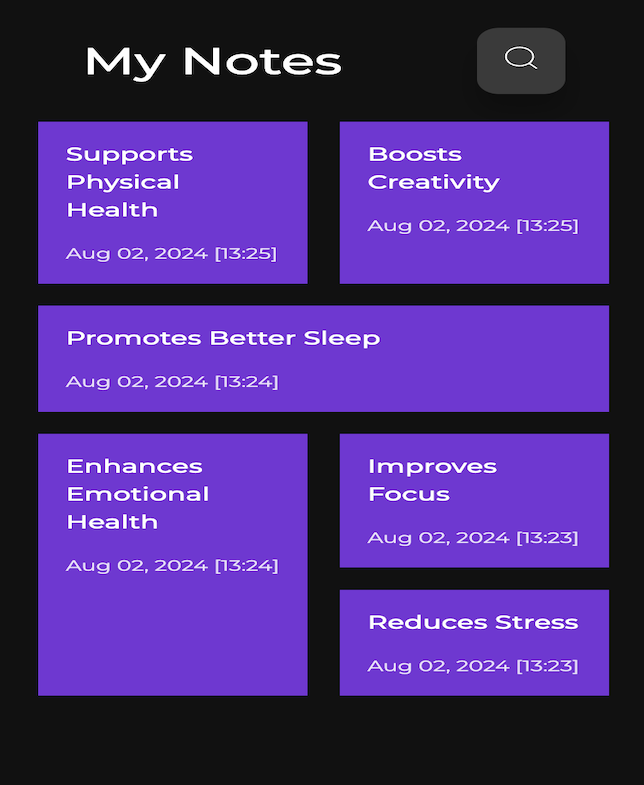 My Notes
Supports
Physical
Health
Aug 02, 2024 [13:25]
Boosts
Creativity
Aug 02, 2024 [13:25]
Promotes Better Sleep
Aug 02, 2024 [13:24]
Enhances
Emotional
Health
Aug 02, 2024 [13:24]
Improves
Focus
Aug 02, 2024 [13:23]
Reduces Stress
Aug 02, 2024 [13:23]